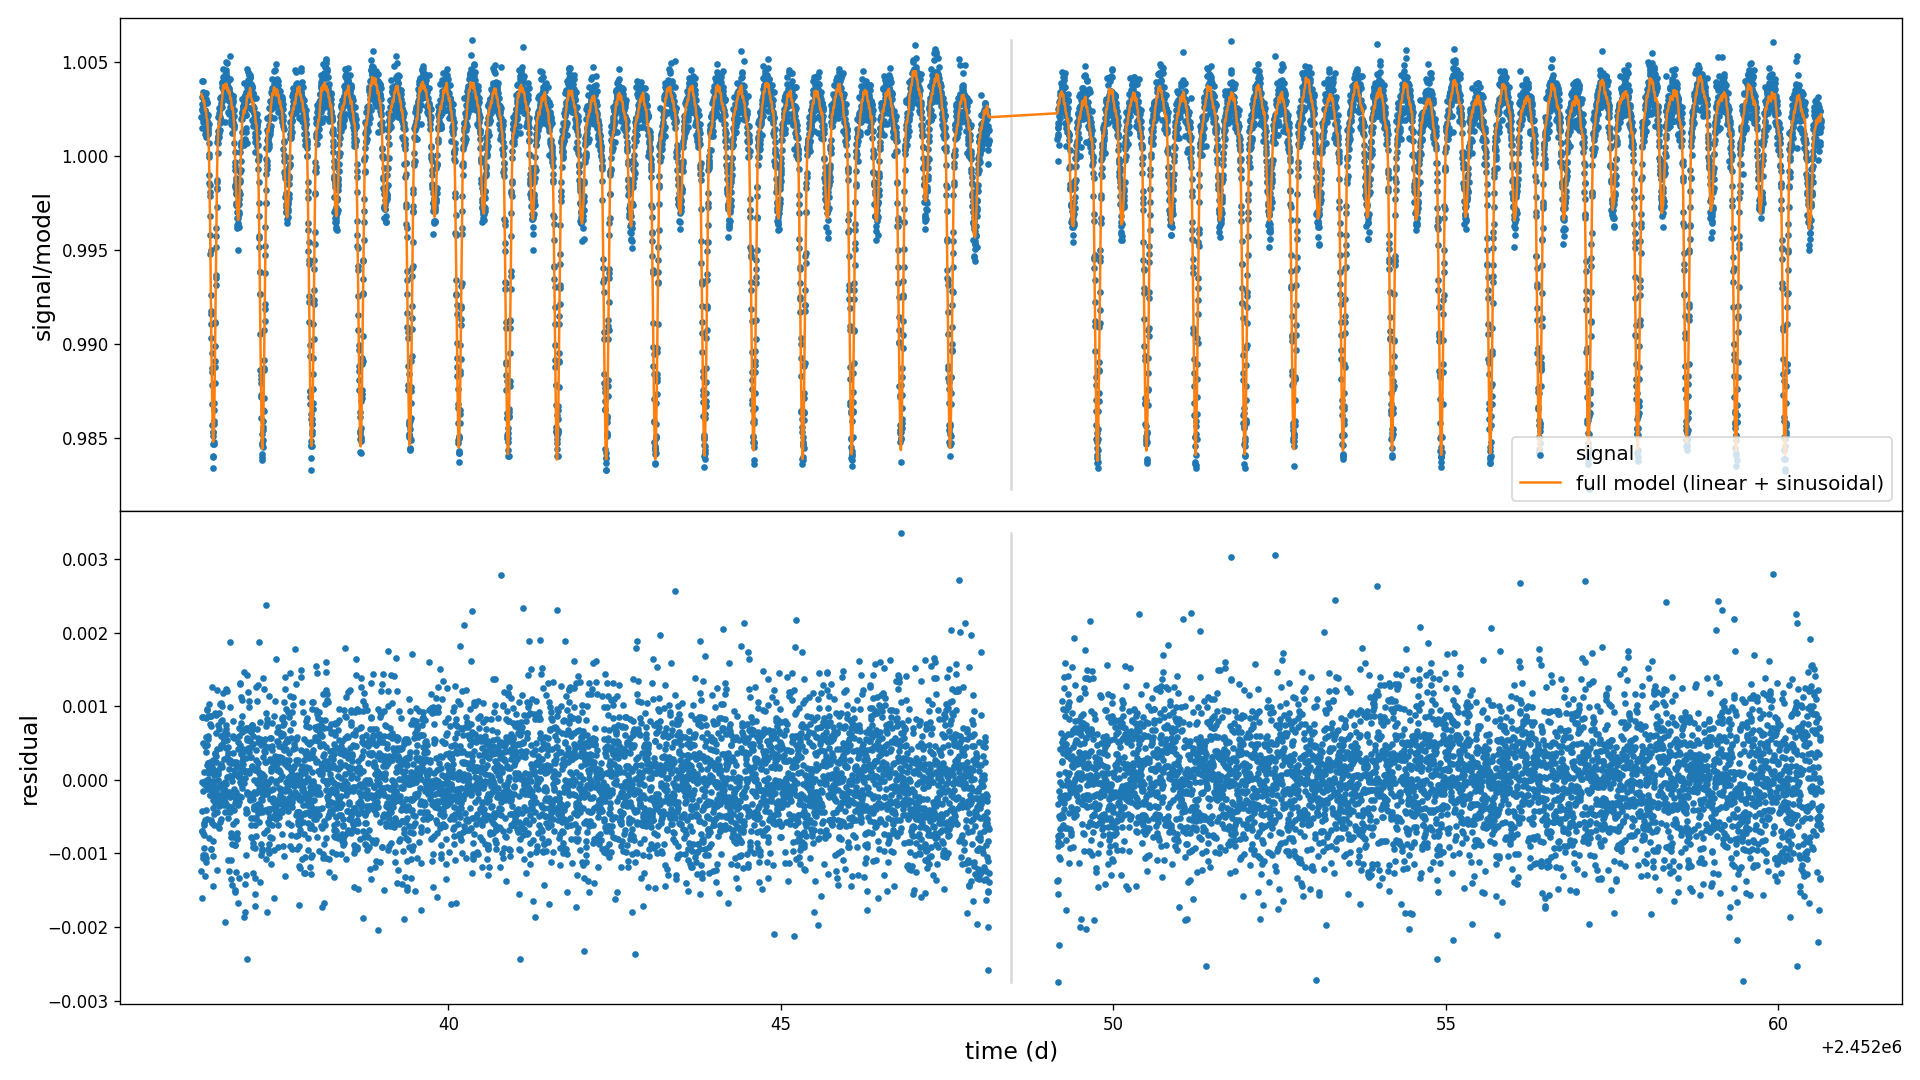 1.005
1.000
0.995
0.990
0.985
signal/model
signal
full model (linear + sinusoidal)
0.003
0.002
0.001
0.000
−0.001
−0.002
−0.003
residual
40
45
50
55
60
time (d)
+2.452e6